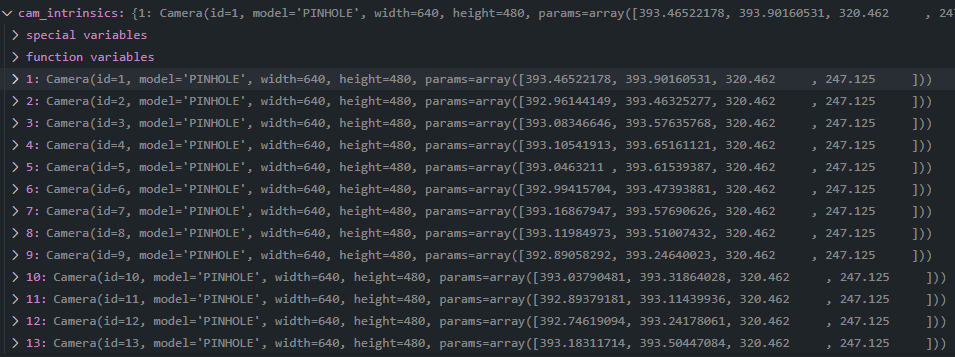 cam_intrinsics: {1: Camera(id=1, model='PINHOLE', width=640, height=480, params=array([393.46522178, 393.90160531, 320.462     , 247
special variables
function variables
1: Camera(id=1, model='PINHOLE', width=640, height=480, params=array([393.46522178, 393.90160531, 320.462     , 247.125     ]))
2: Camera(id=2, model='PINHOLE', width=640, height=480, params=array([392.96144149, 393.46325277, 320.462     , 247.125     ]))
3: Camera(id=3, model='PINHOLE', width=640, height=480, params=array([393.08346646, 393.57635768, 320.462     , 247.125     ]))
4: Camera(id=4, model='PINHOLE', width=640, height=480, params=array([393.10541913, 393.65161121, 320.462     , 247.125     ]))
5: Camera(id=5, model='PINHOLE', width=640, height=480, params=array([393.0463211 , 393.61539387, 320.462     , 247.125     ]))
6: Camera(id=6, model='PINHOLE', width=640, height=480, params=array([392.99415704, 393.47393881, 320.462     , 247.125     ]))
7: Camera(id=7, model='PINHOLE', width=640, height=480, params=array([393.16867947, 393.57690626, 320.462     , 247.125     ]))
8: Camera(id=8, model='PINHOLE', width=640, height=480, params=array([393.11984973, 393.51007432, 320.462     , 247.125     ]))
9: Camera(id=9, model='PINHOLE', width=640, height=480, params=array([392.89058292, 393.24640023, 320.462     , 247.125     ]))
10: Camera(id=10, model='PINHOLE', width=640, height=480, params=array([393.03790481, 393.31864028, 320.462     , 247.125     ]))
11: Camera(id=11, model='PINHOLE', width=640, height=480, params=array([392.89379181, 393.11439936, 320.462     , 247.125     ]))
12: Camera(id=12, model='PINHOLE', width=640, height=480, params=array([392.74619094, 393.24178061, 320.462     , 247.125     ]))
13: Camera(id=13, model='PINHOLE', width=640, height=480, params=array([393.18311714, 393.50447084, 320.462     , 247.125     ]))